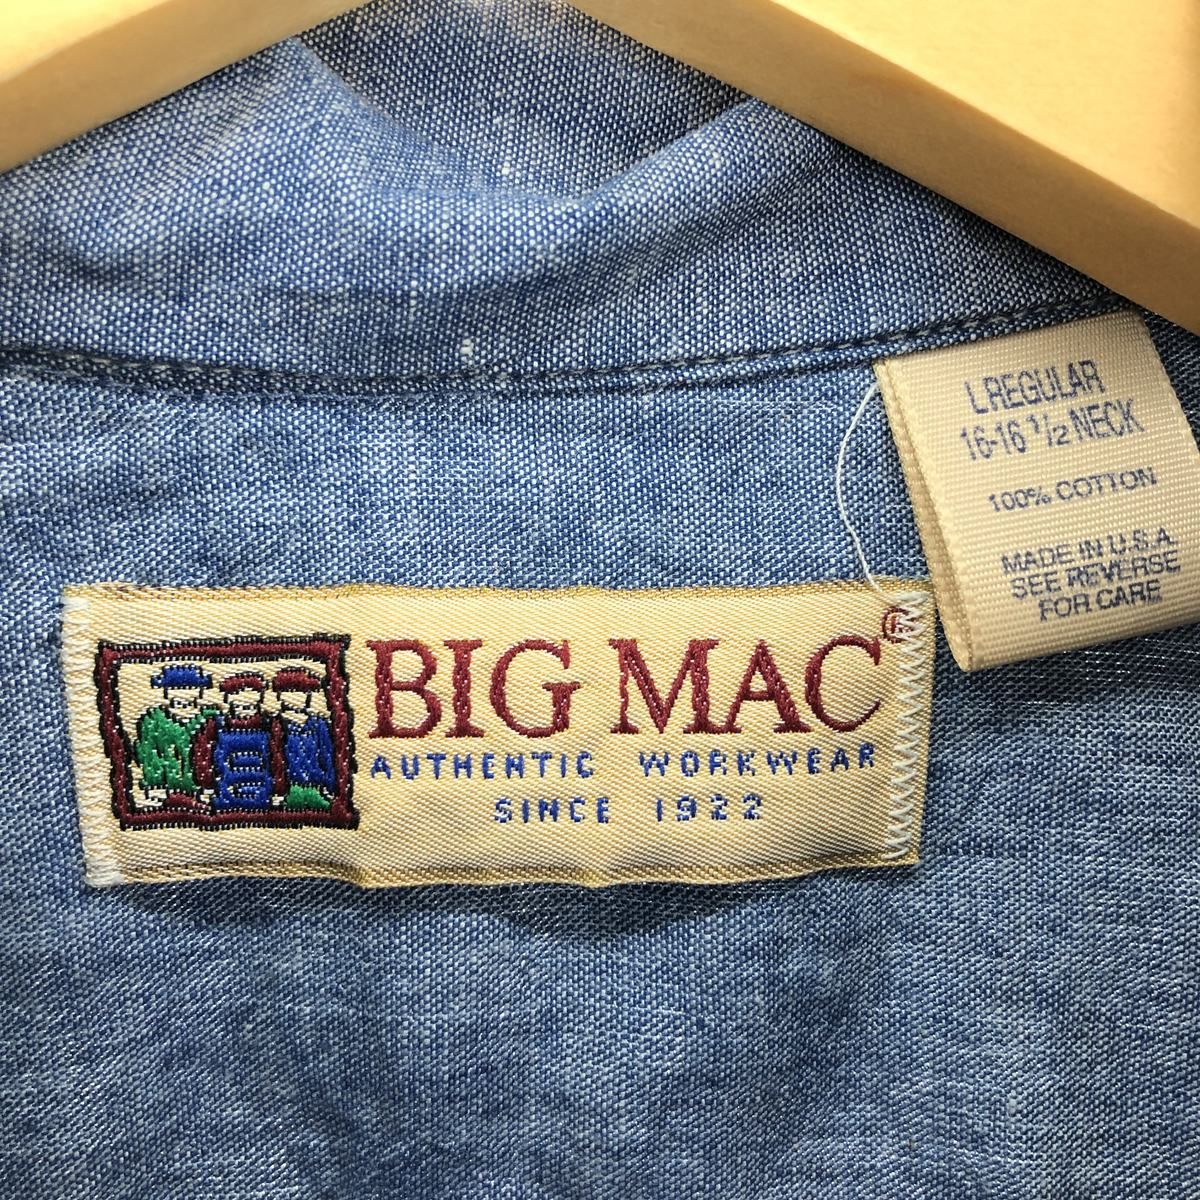 L REGULAR
16-16 1/2 NECK
100% COTTON
MADE IN U.S.A.
SEE REVERSE
FOR CARE
BIG MAC®
AUTHENTIC WORKWEAR
SINCE 1922